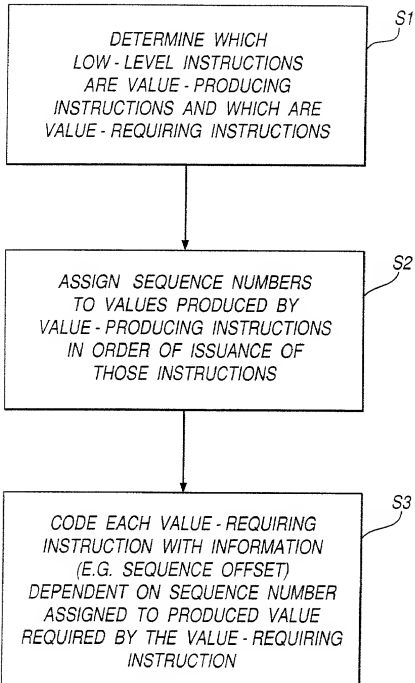 S1
DETERMINE WHICH
LOW - LEVEL INSTRUCTIONS
ARE VALUE - PRODUCING
INSTRUCTIONS AND WHICH ARE
VALUE - REQUIRING INSTRUCTIONS
S2
ASSIGN SEQUENCE NUMBERS
TO VALUES PRODUCED BY
VALUE - PRODUCING INSTRUCTIONS
IN ORDER OF ISSUANCE OF
THOSE INSTRUCTIONS
S3
CODE EACH VALUE - REQUIRING
INSTRUCTION WITH INFORMATION
(E.G. SEQUENCE OFFSET)
DEPENDENT ON SEQUENCE NUMBER
ASSIGNED TO PRODUCED VALUE
REQUIRED BY THE VALUE - REQUIRING
INSTRUCTION